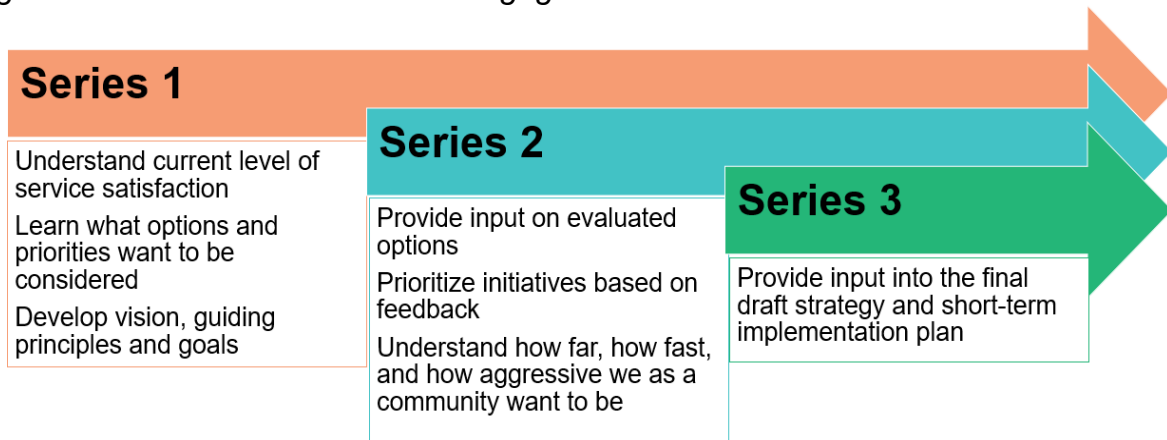 Series 1
Understand current level of
service satisfaction
Learn what options and
priorities want to be
considered
Develop vision, guiding
principles and goals
Series 2
Provide input on evaluated
options
Prioritize initiatives based on
feedback
Understand how far, how fast,
and how aggressive we as a
community want to be
Series 3
Provide input into the final
draft strategy and short-term
implementation plan